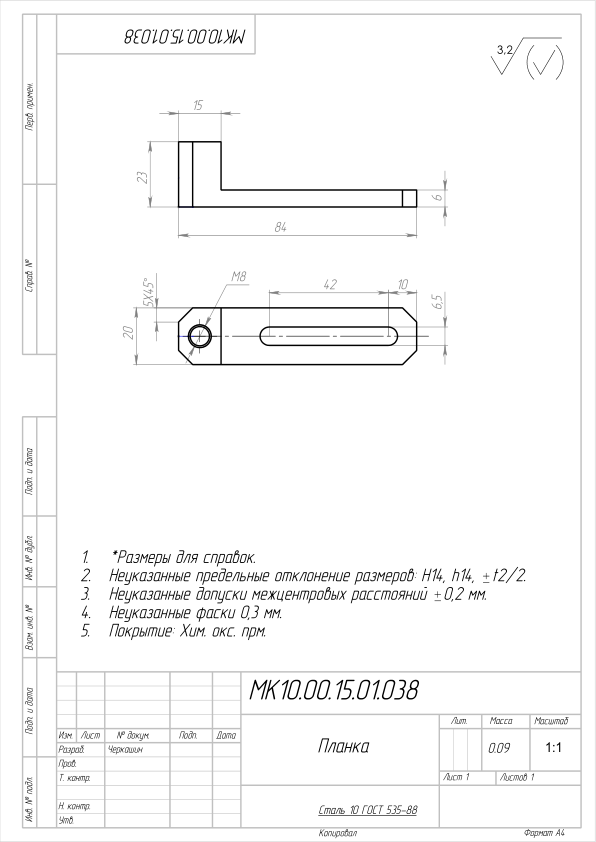 МК10.00.15.01.038
3,2
Перв. примен.
Справ. №
Подп. и дата
Инв. № дубл.
Взам. инв. №
Подп. и дата
Инв. № подл.
15
23
6
84
М8
42
10
5X45°
20
6,5
1. *Размеры для справок.
2. Неуказанные предельные отклонение размеров: H14, h14, ±t2/2.
3. Неуказанные допуски межцентровых расстояний ±0,2 мм.
4. Неуказанные фаски 0,3 мм.
5. Покрытие: Хим. окс. прм.
МК10.00.15.01.038
Изм. Лист № докум. Подп. Дата
Разраб. Черкашин
Пров.
Т. контр.
Н. контр.
Утв.
Планка
Лит. Масса Масштаб
0.09 1:1
Лист 1 Листов 1
Сталь 10 ГОСТ 535-88
Копировал Формат А4